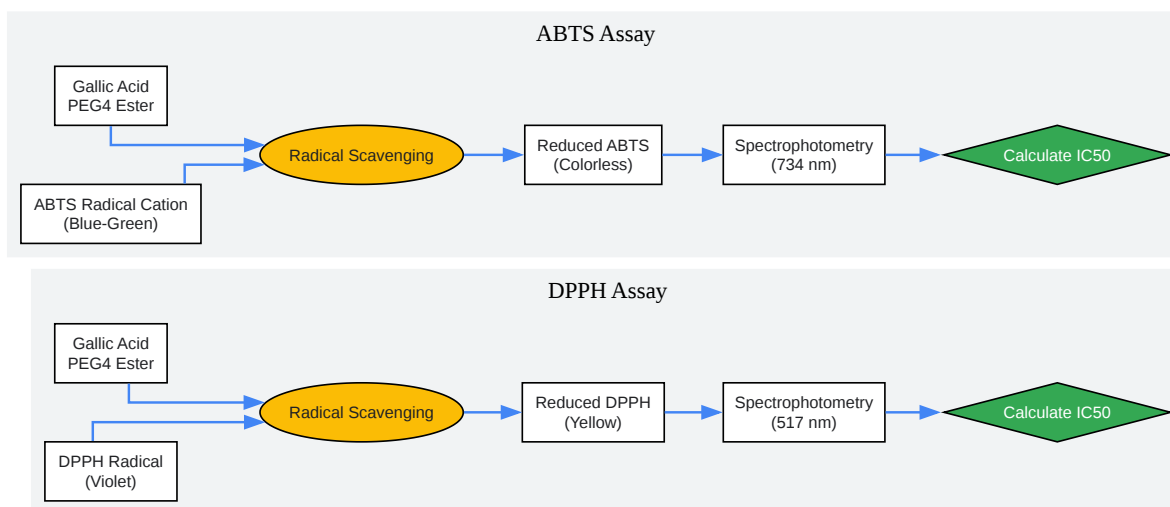 ABTS Assay
Gallic Acid
PEG4 Ester
ABTS Radical Cation
(Blue-Green)
Radical Scavenging
Reduced ABTS
(Colorless)
Spectrophotometry
(734 nm)
Calculate IC50
DPPH Assay
Gallic Acid
PEG4 Ester
DPPH Radical
(Violet)
Radical Scavenging
Reduced DPPH
(Yellow)
Spectrophotometry
(517 nm)
Calculate IC50